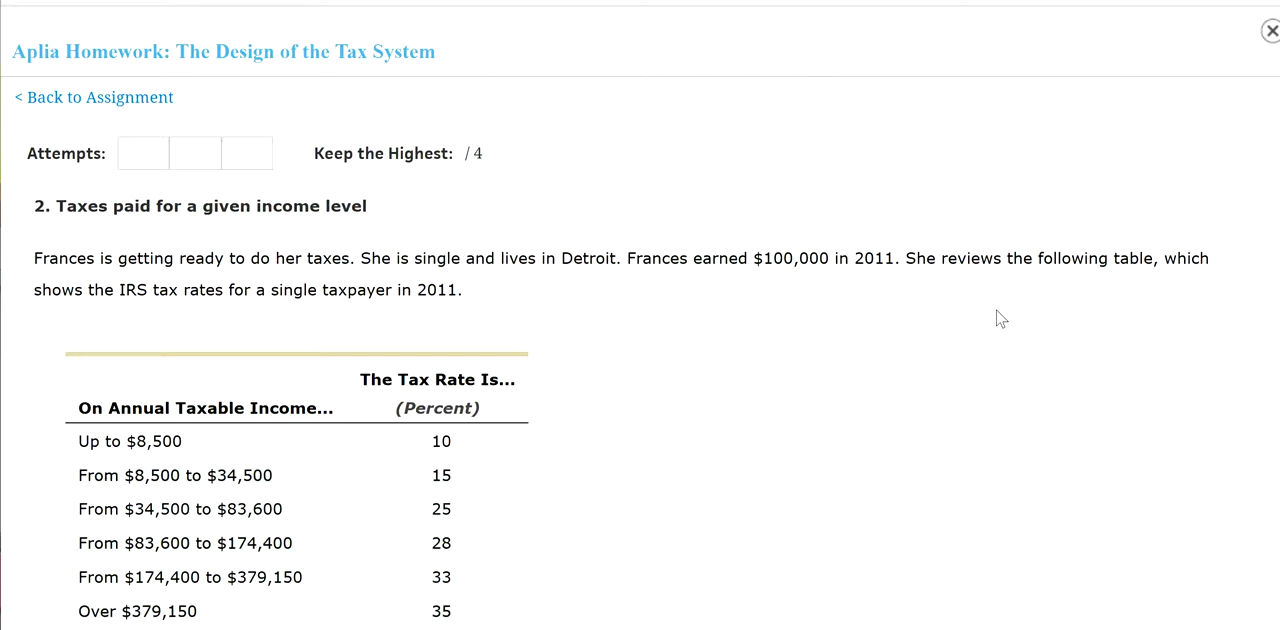 Aplia Homework: The Design of the Tax System
< Back to Assignment
Attempts: Keep the Highest: / 4
2. Taxes paid for a given income level
Frances is getting ready to do her taxes. She is single and lives in Detroit. Frances earned $100,000 in 2011. She reviews the following table, which
shows the IRS tax rates for a single taxpayer in 2011.
The Tax Rate Is...
On Annual Taxable Income... (Percent)
Up to $8,500 10
From $8,500 to $34,500 15
From $34,500 to $83,600 25
From $83,600 to $174,400 28
From $174,400 to $379,150 33
Over $379,150 35